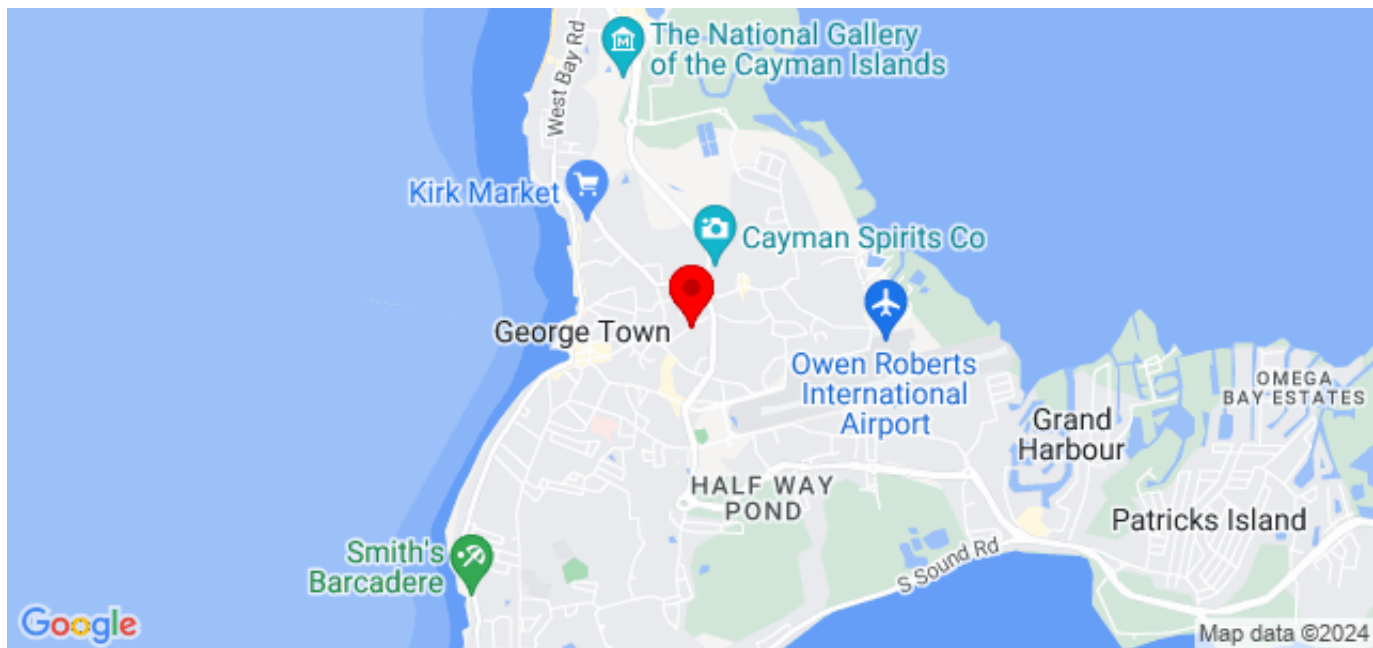 The National Gallery
of the Cayman Islands
West Bay Rd
Kirk Market
Cayman Spirits Co
George Town
Owen Roberts
International
Airport
OMEGA
BAY ESTATES
Grand
Harbour
HALF WAY
POND
Patricks Island
Smith's
Barcadere
S Sound Rd
Google
Map data ©2024